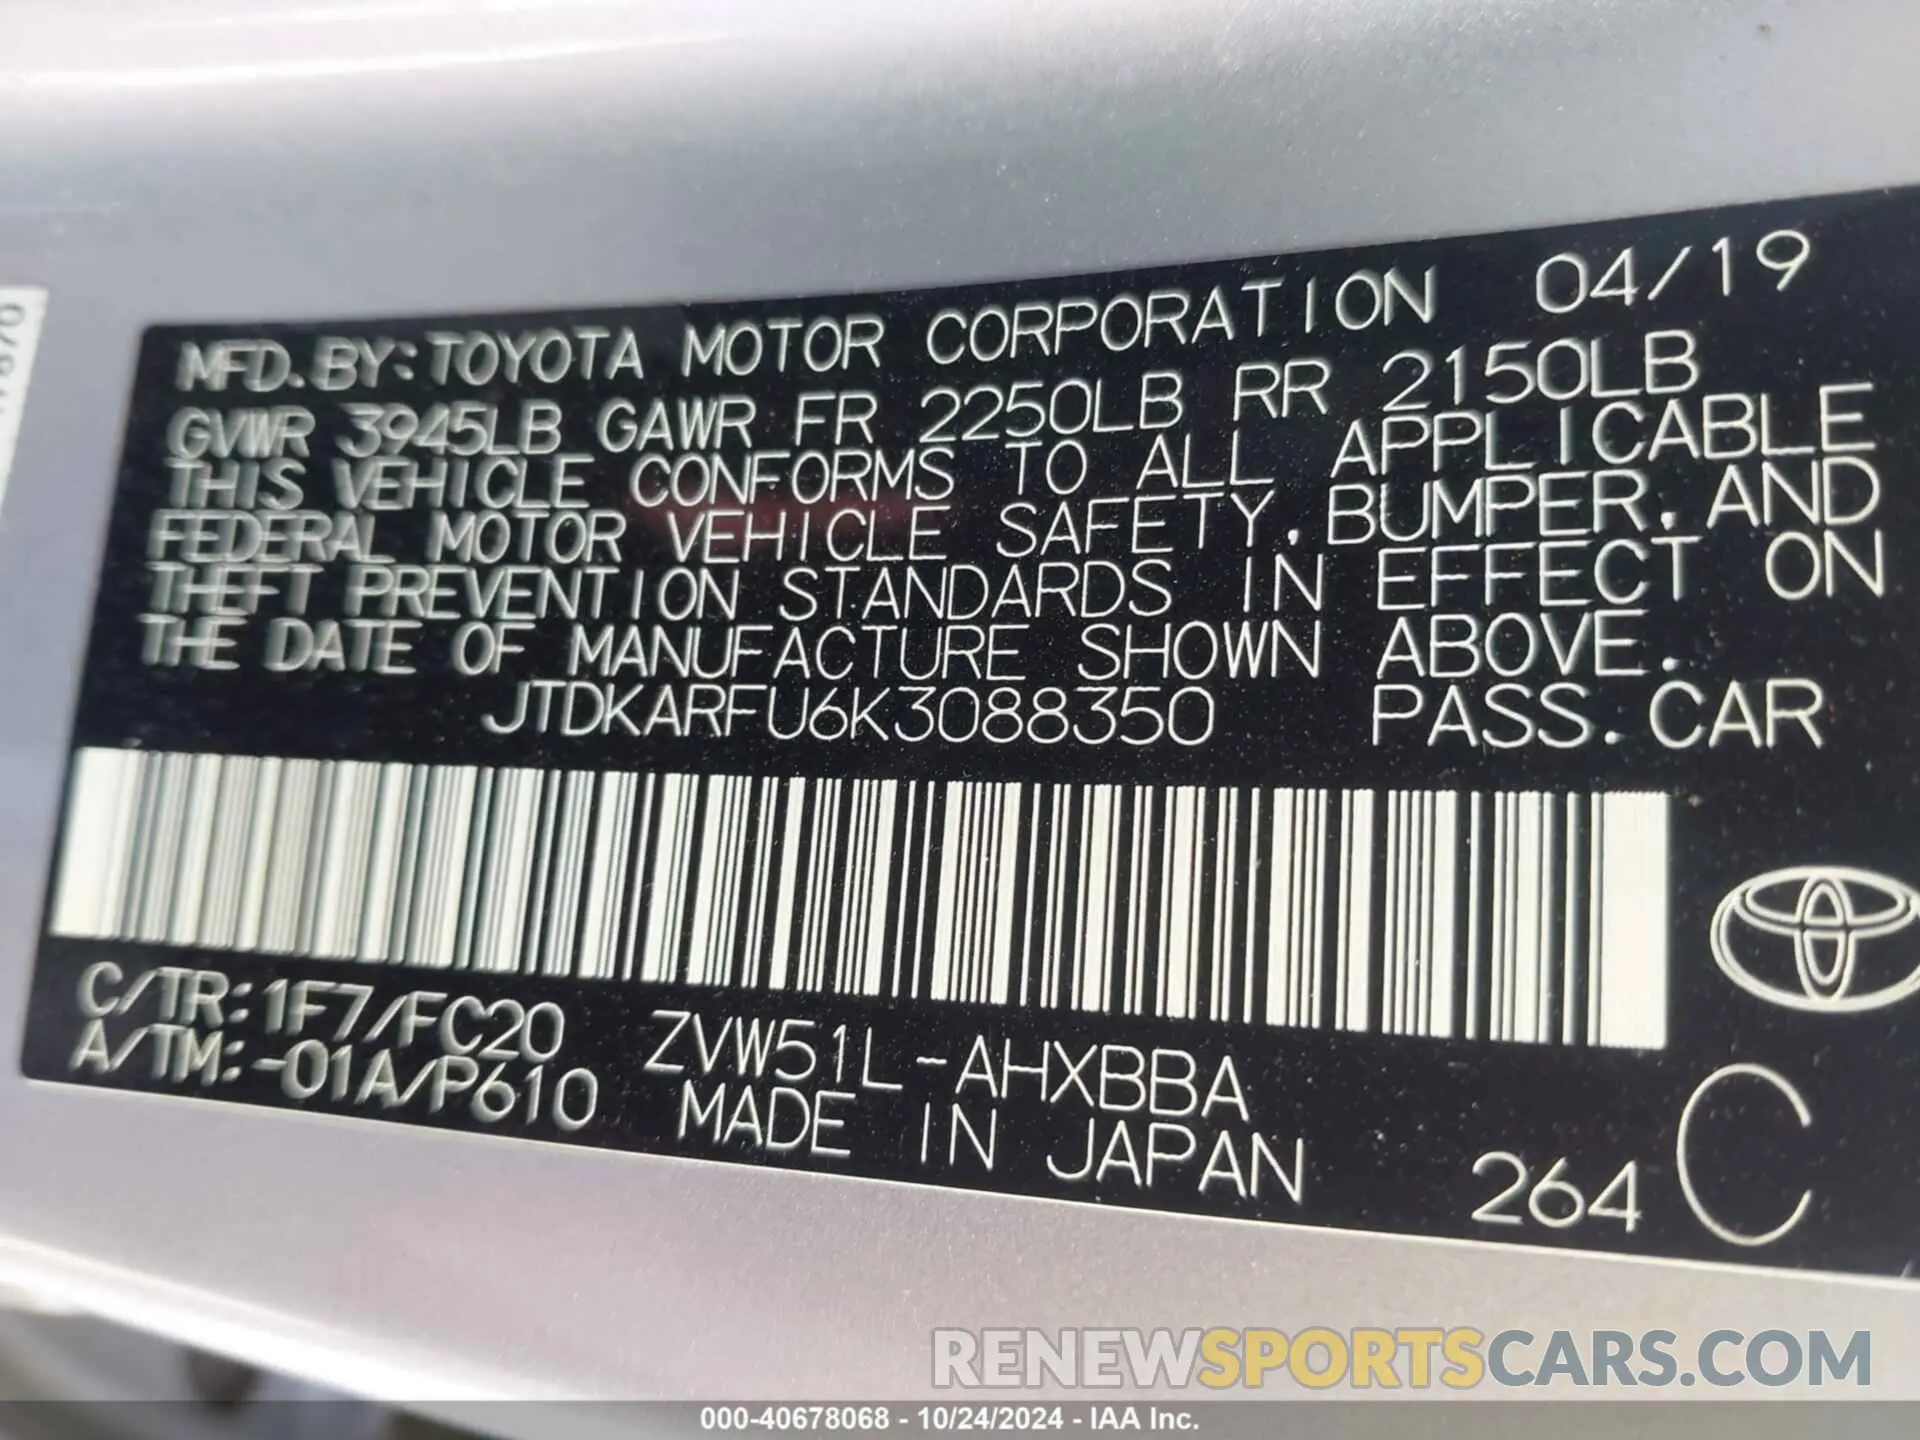 MFD.BY:TOYOTA MOTOR CORPORATION 04/19
GVWR 3945LB GAWR FR 2250LB RR 2150LB
THIS VEHICLE CONFORMS TO ALL APPLICABLE
FEDERAL MOTOR VEHICLE SAFETY,BUMPER,AND
THEFT PREVENTION STANDARDS IN EFFECT ON
THE DATE OF MANUFACTURE SHOWN ABOVE.
JTDKARFU6K3088350 PASS.CAR
C/TR:1F7/FC20 ZVW51L-AHXBBA
A/TM:-01A/P610 MADE IN JAPAN
264 C
RENEWSPORTSCARS.COM
000-40678068 - 10/24/2024 - IAA Inc.